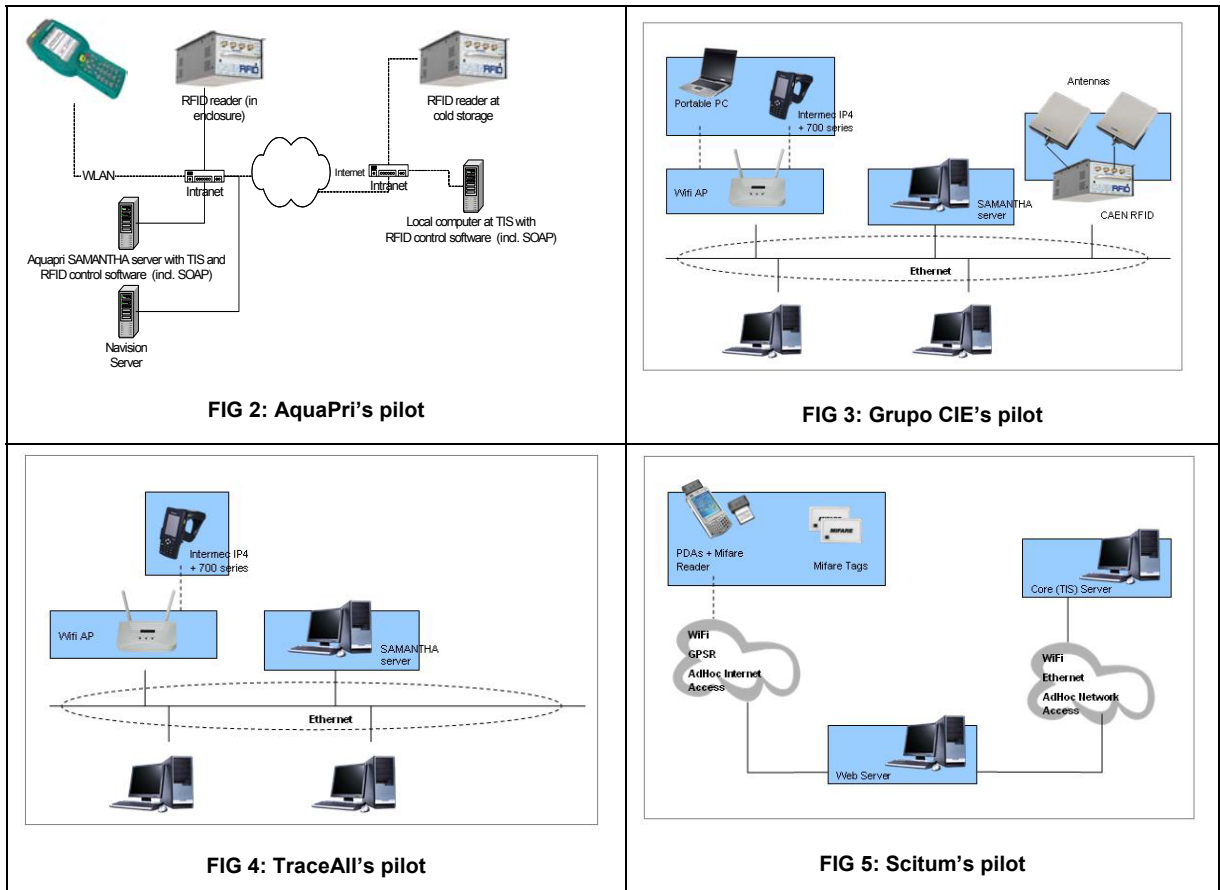 RFID reader (in
enclosure)
RFID reader at
cold storage
WLAN
Intranet
Internet
Intranet
Aquapri SAMANTHA server with TIS and
RFID control software (incl. SOAP)
Local computer at TIS with
RFID control software (incl. SOAP)
Navision
Server
FIG 2: AquaPri's pilot
Portable PC
Intermec IP4
+ 700 series
Antennas
Wifi AP
SAMANTHA
server
CAEN RFID
Ethernet
FIG 3: Grupo CIE's pilot
Intermec IP4
+ 700 series
Wifi AP
SAMANTHA
server
Ethernet
FIG 4: TraceAll's pilot
PDAs + Mifare
Reader
MIFARE
Mifare Tags
Core (TIS) Server
WiFi
GPSR
AdHoc Internet
Access
WiFi
Ethernet
AdHoc Network
Access
Web Server
FIG 5: Scitum's pilot